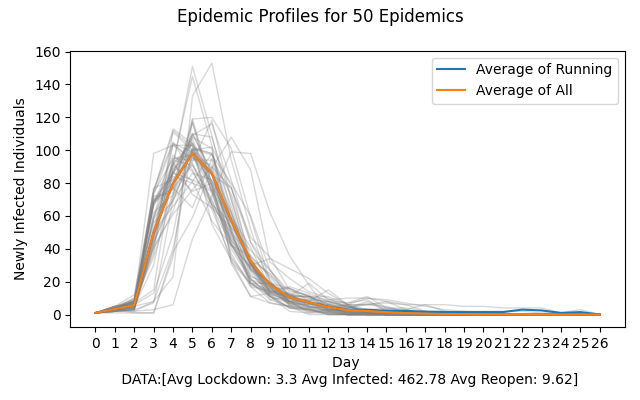 Epidemic Profiles for 50 Epidemics
160
140
120
100
80
60
40
20
0
Newly Infected Individuals
Average of Running
Average of All
0 1 2 3 4 5 6 7 8 9 10 11 12 13 14 15 16 17 18 19 20 21 22 23 24 25 26
Day
DATA:[Avg Lockdown: 3.3 Avg Infected: 462.78 Avg Reopen: 9.62]